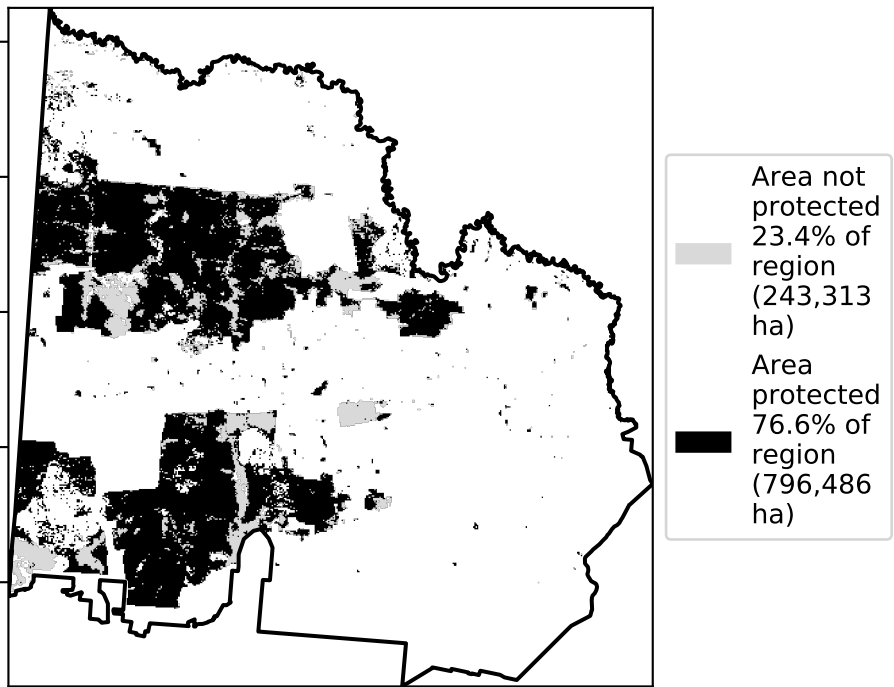 Area not
protected
23.4% of
region
(243,313
ha)
Area
protected
76.6% of
region
(796,486
ha)